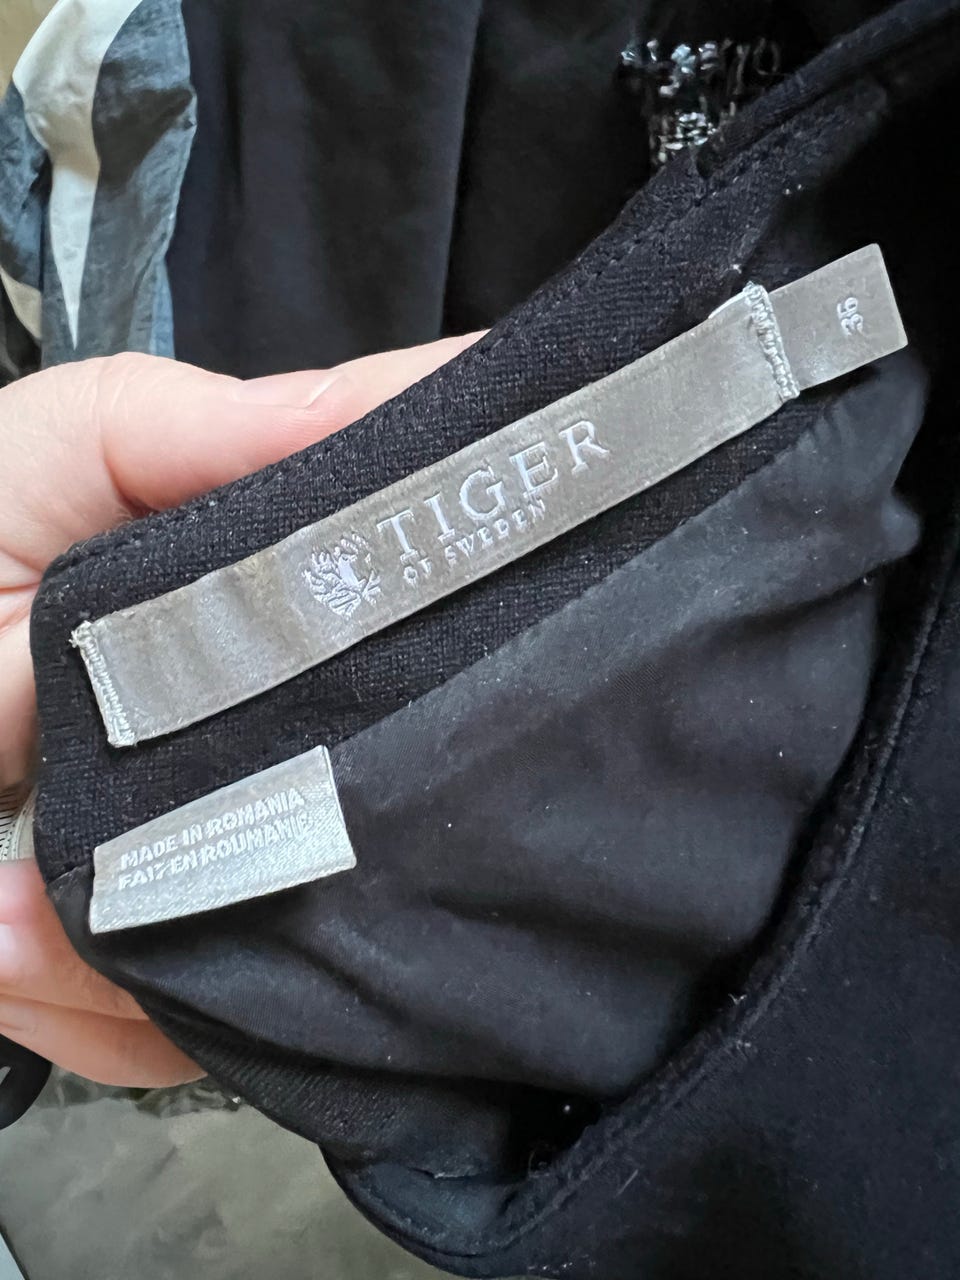 TIGER
OF SWEDEN
36
MADE IN ROMANIA
FAIT EN ROUMANIE